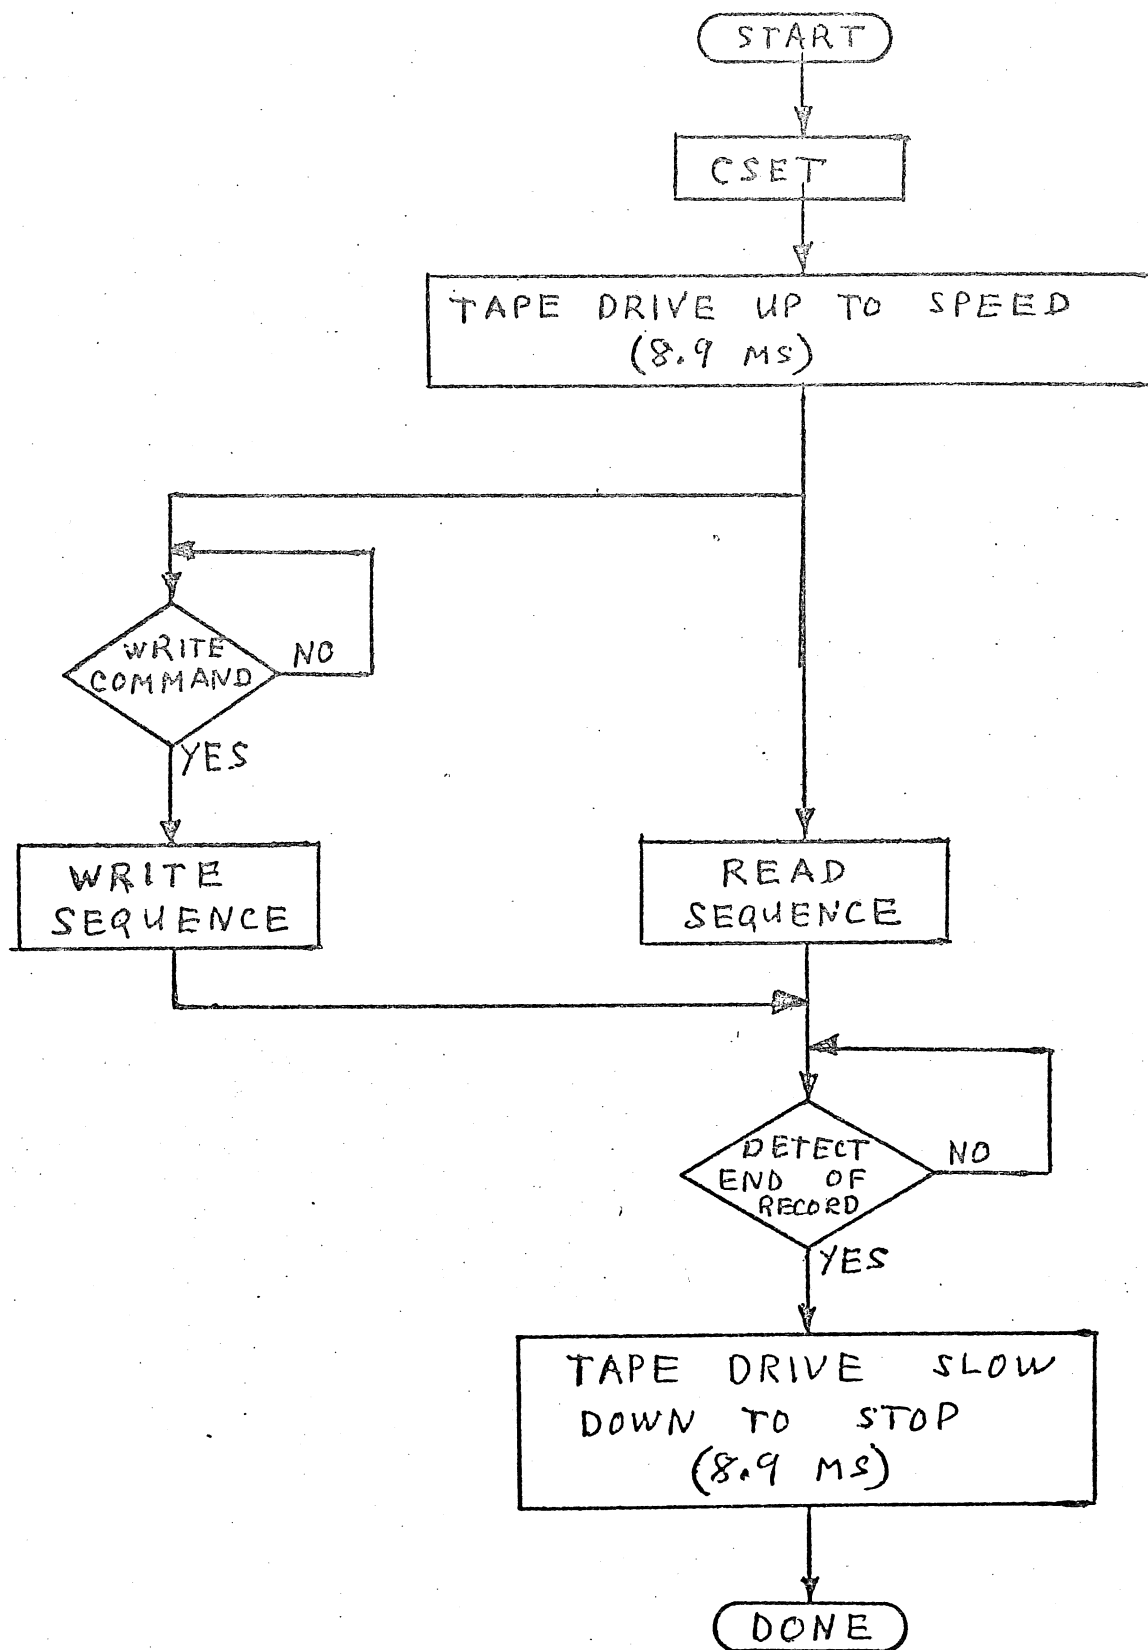 START
CSET
TAPE DRIVE UP TO SPEED
(8.9 MS)
WRITE
COMMAND
NO
YES
WRITE
SEQUENCE
READ
SEQUENCE
DETECT
END OF
RECORD
NO
YES
TAPE DRIVE SLOW
DOWN TO STOP
(8.9 MS)
DONE